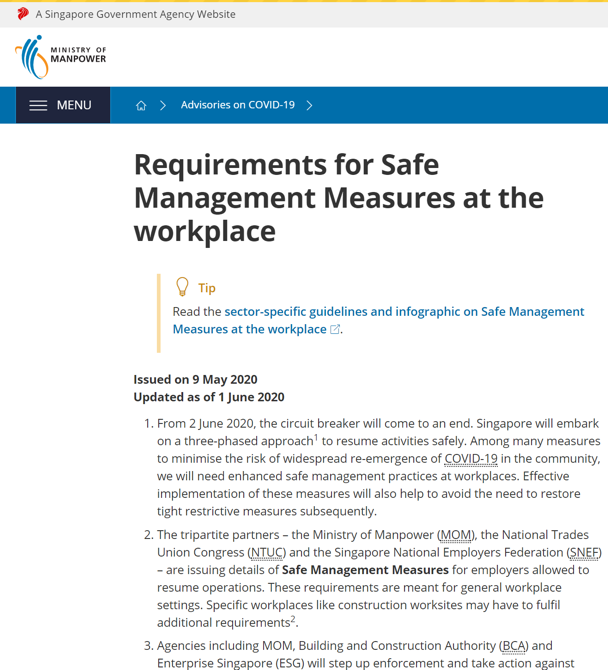 A Singapore Government Agency Website
MINISTRY OF
MANPOWER
MENU
Advisories on COVID-19
Requirements for Safe
Management Measures at the
workplace
Tip
Read the sector-specific guidelines and infographic on Safe Management
Measures at the workplace.
Issued on 9 May 2020
Updated as of 1 June 2020
1. From 2 June 2020, the circuit breaker will come to an end. Singapore will embark
on a three-phased approach¹ to resume activities safely. Among many measures
to minimise the risk of widespread re-emergence of COVID-19 in the community,
we will need enhanced safe management practices at workplaces. Effective
implementation of these measures will also help to avoid the need to restore
tight restrictive measures subsequently.
2. The tripartite partners – the Ministry of Manpower (MOM), the National Trades
Union Congress (NTUC) and the Singapore National Employers Federation (SNEF)
– are issuing details of Safe Management Measures for employers allowed to
resume operations. These requirements are meant for general workplace
settings. Specific workplaces like construction worksites may have to fulfil
additional requirements².
3. Agencies including MOM, Building and Construction Authority (BCA) and
Enterprise Singapore (ESG) will step up enforcement and take action against